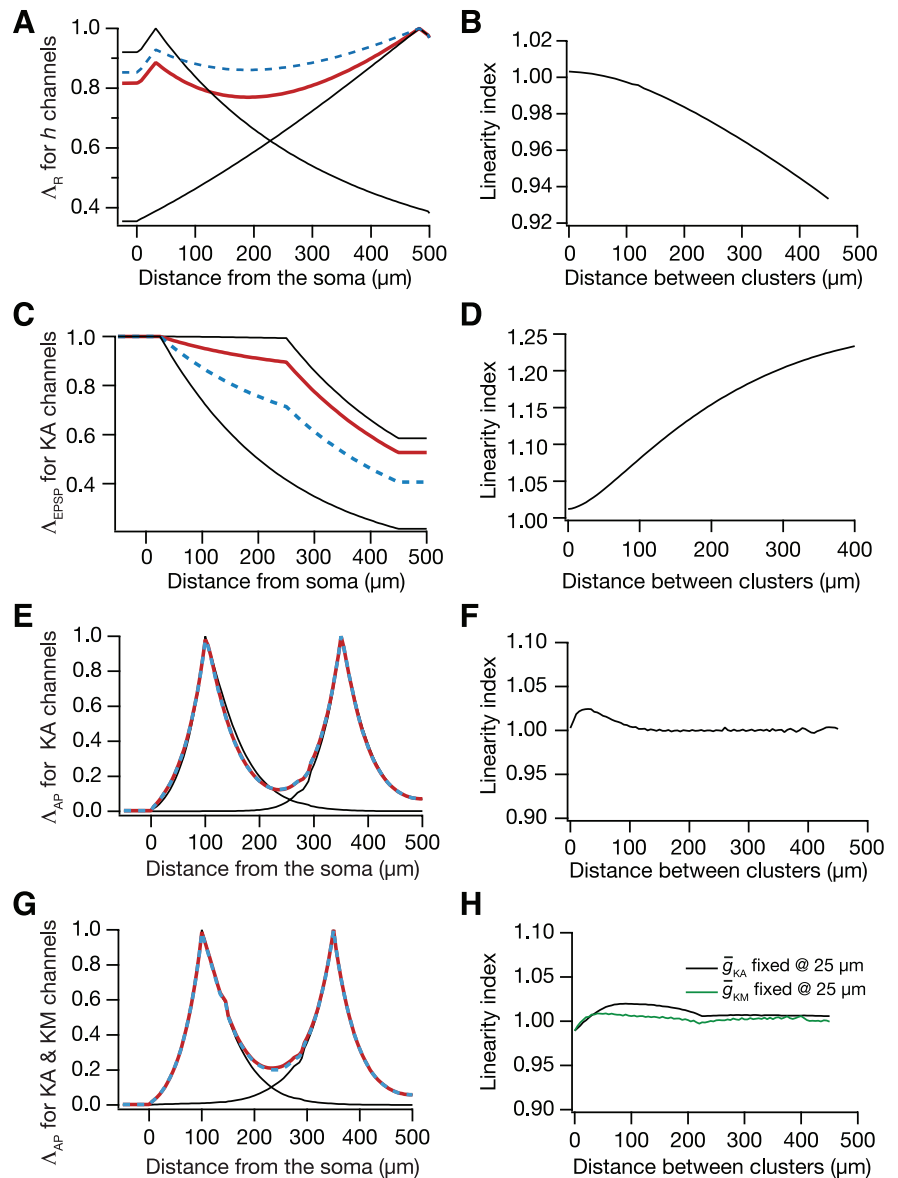 A
ΛR for h channels
1.0
0.8
0.6
0.4
0 100 200 300 400 500
Distance from the soma (µm)
B
Linearity index
1.02
1.00
0.98
0.96
0.94
0.92
0 100 200 300 400 500
Distance between clusters (µm)
C
ΛEPSP for KA channels
1.0
0.8
0.6
0.4
0 100 200 300 400 500
Distance from soma (µm)
D
Linearity index
1.25
1.20
1.15
1.10
1.05
1.00
0 100 200 300 400
Distance between clusters (µm)
E
ΛAP for KA channels
1.0
0.8
0.6
0.4
0.2
0.0
0 100 200 300 400 500
Distance from the soma (µm)
F
Linearity index
1.10
1.05
1.00
0.95
0.90
0 100 200 300 400 500
Distance between clusters (µm)
G
ΛAP for KA & KM channels
1.0
0.8
0.6
0.4
0.2
0.0
0 100 200 300 400 500
Distance from the soma (µm)
H
Linearity index
1.10
1.05
1.00
0.95
0.90
g̅KA fixed @ 25 µm
g̅KM fixed @ 25 µm
0 100 200 300 400 500
Distance between clusters (µm)